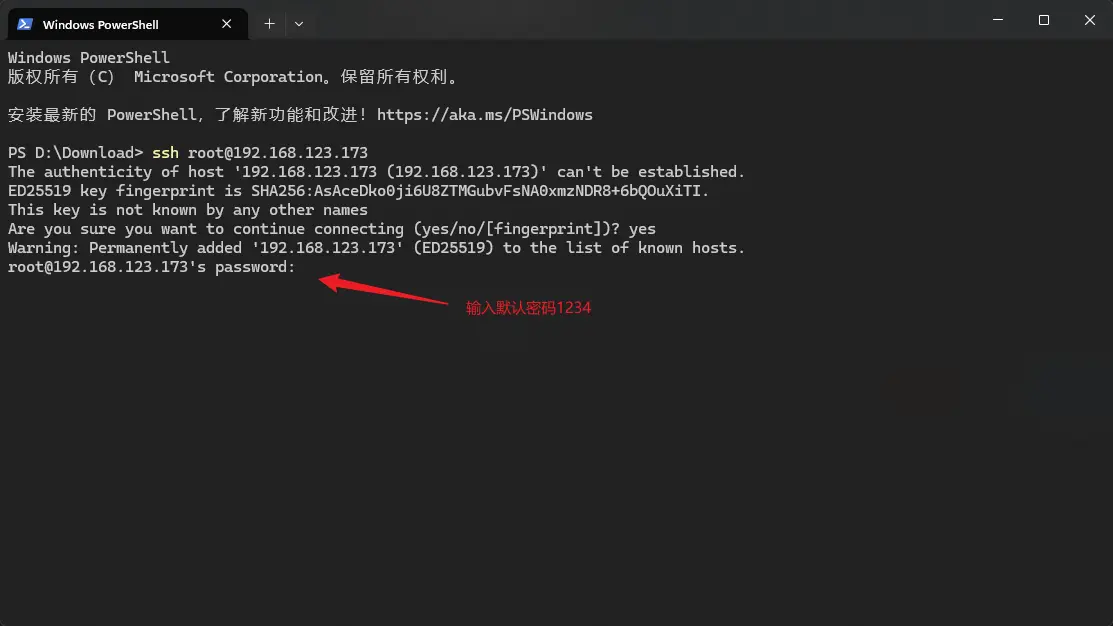 Windows PowerShell
Windows PowerShell
版权所有（C） Microsoft Corporation。保留所有权利。
安装最新的 PowerShell，了解新功能和改进！https://aka.ms/PSWindows
PS D:\Download> ssh root@192.168.123.173
The authenticity of host '192.168.123.173 (192.168.123.173)' can't be established.
ED25519 key fingerprint is SHA256:AsAceDko0ji6U8ZTMGubvFsNA0xmzNDR8+6bQOuXiTI.
This key is not known by any other names
Are you sure you want to continue connecting (yes/no/[fingerprint])? yes
Warning: Permanently added '192.168.123.173' (ED25519) to the list of known hosts.
root@192.168.123.173's password:
输入默认密码1234